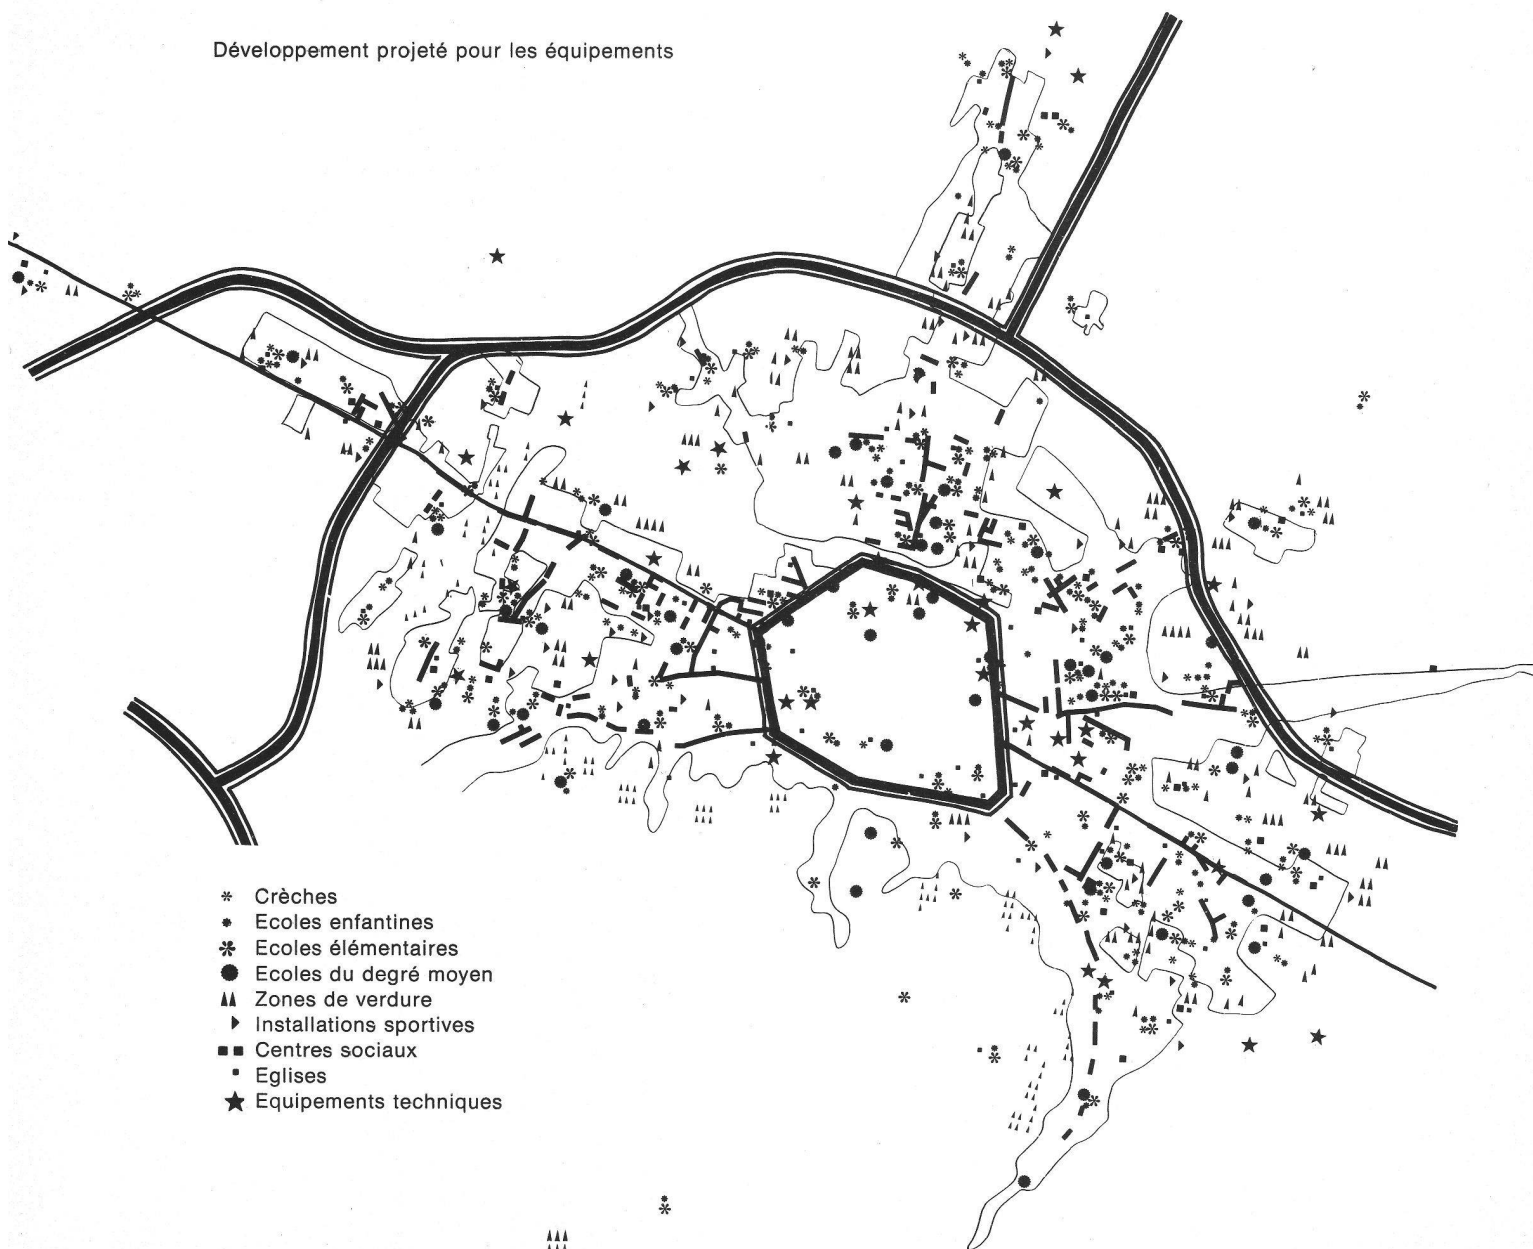 Développement projeté pour les équipements
Crèches
Ecoles enfantines
Ecoles élémentaires
Ecoles du degré moyen
Zones de verdure
Installations sportives
Centres sociaux
Eglises
Equipements techniques